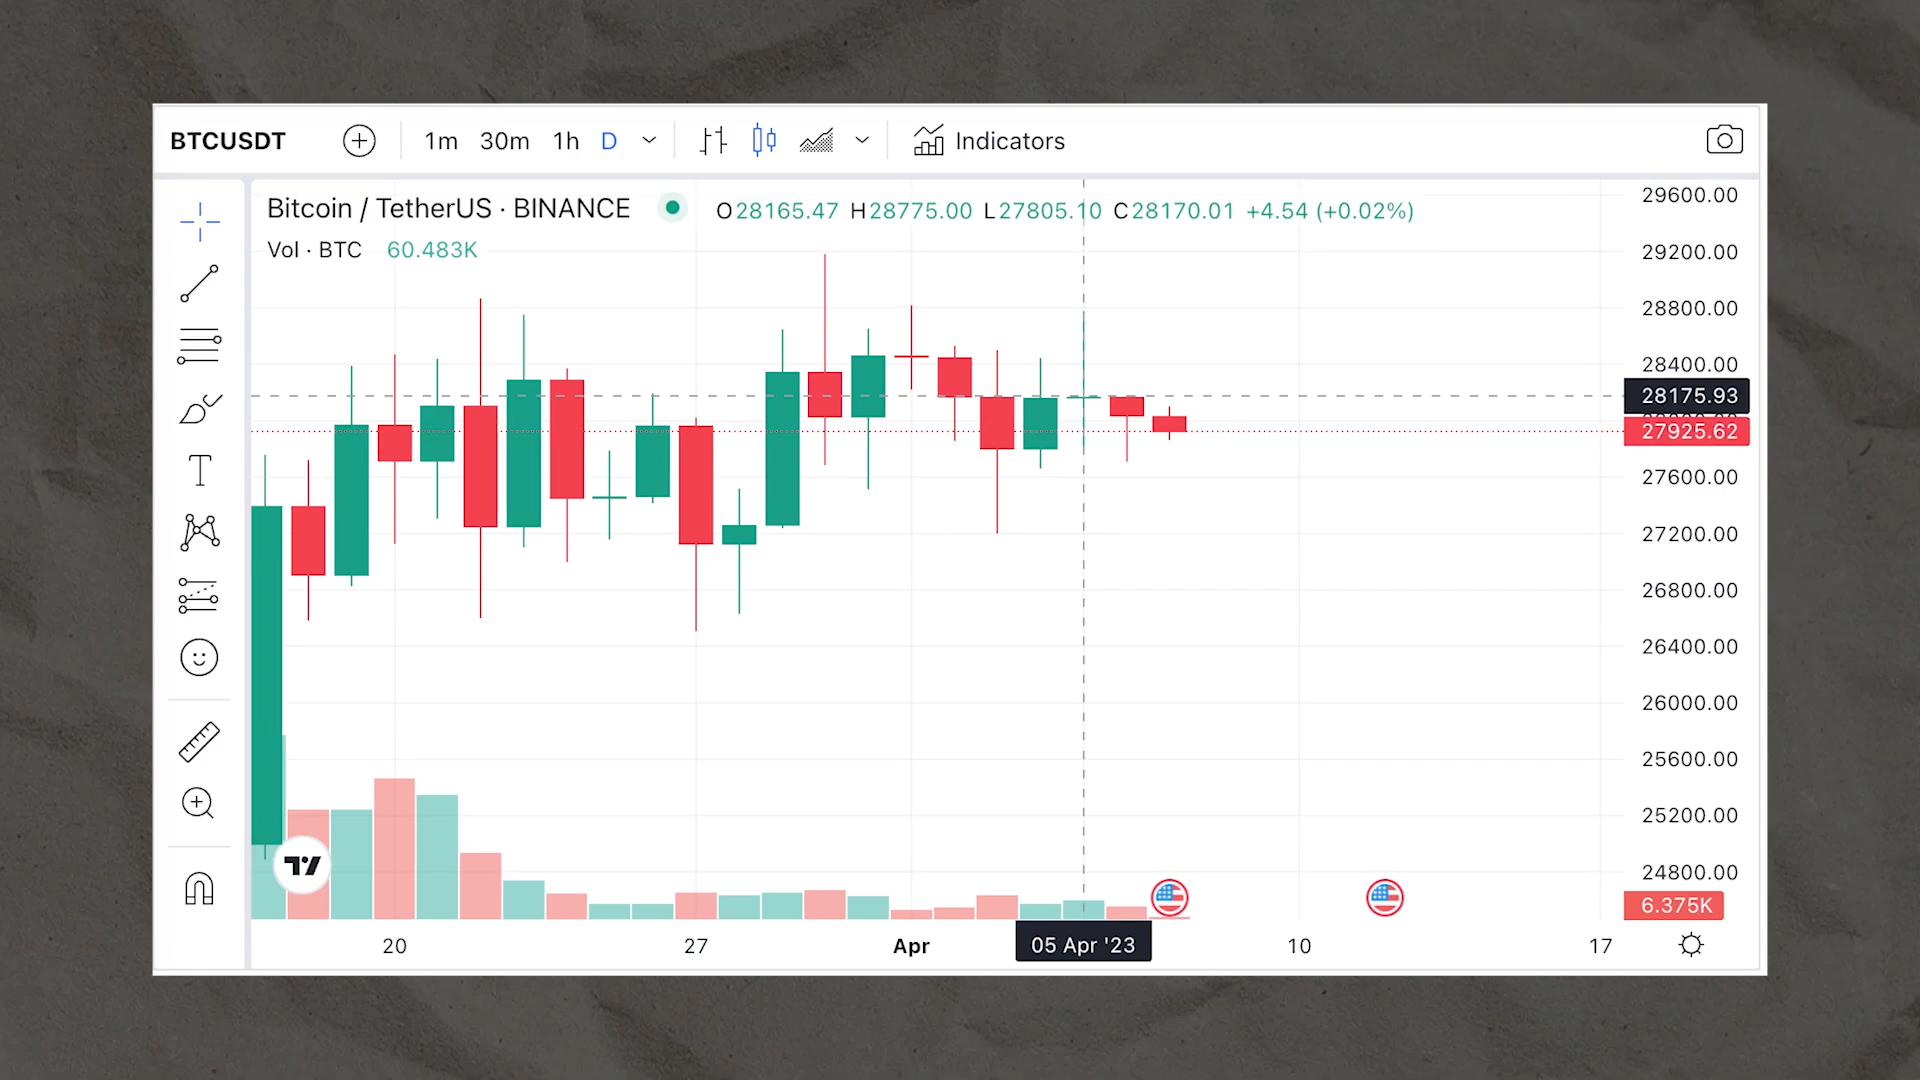 BTCUSDT 1m 30m 1h D Indicators
Bitcoin / TetherUS · BINANCE O28165.47 H28775.00 L27805.10 C28170.01 +4.54 (+0.02%)
Vol · BTC 60.483K
29600.00
29200.00
28800.00
28400.00
28175.93
27925.62
27600.00
27200.00
26800.00
26400.00
26000.00
25600.00
25200.00
24800.00
6.375K
20 27 Apr 05 Apr '23 10 17